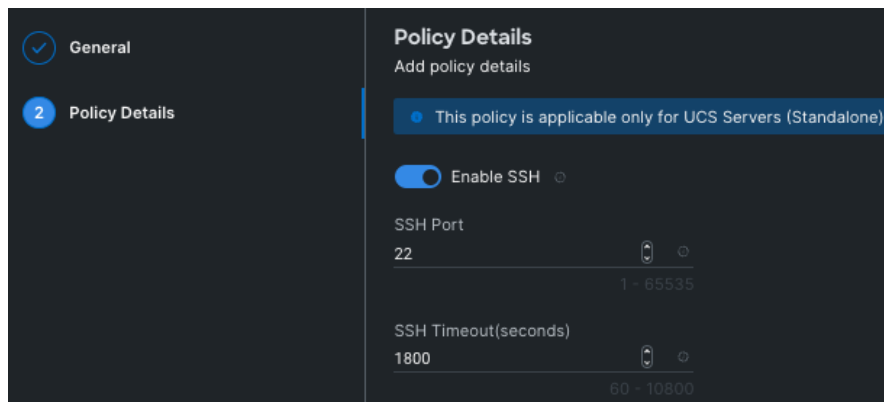 General
2 Policy Details
Policy Details
Add policy details
This policy is applicable only for UCS Servers (Standalone)
Enable SSH
SSH Port
22
1 - 65535
SSH Timeout(seconds)
1800
60 - 10800